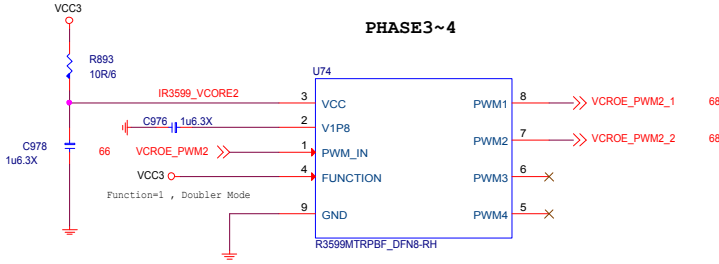 VCC3
PHASE3~4
R893
10R/6
U74
IR3599_VCORE2
3
VCC
PWM1
8
VCROE_PWM2_1
68
C976
1u6.3X
2
V1P8
C978
1u6.3X
66
VCROE_PWM2
1
PWM_IN
PWM2
7
VCROE_PWM2_2
68
VCC3
4
FUNCTION
PWM3
6
Function=1 , Doubler Mode
9
GND
PWM4
5
R3599MTRPBF_DFN8-RH